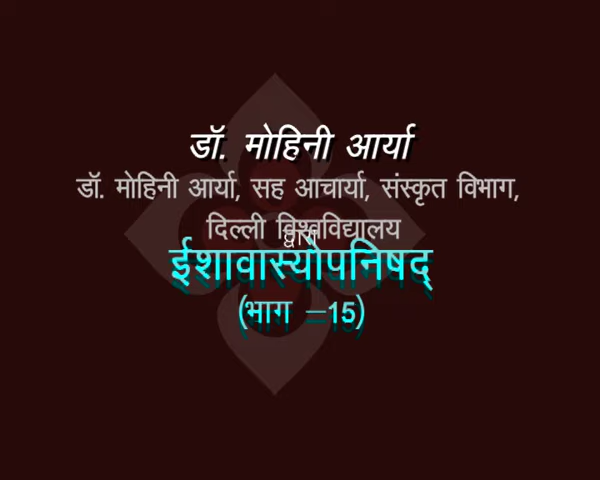 डॉ. मोहिनी आर्या
डॉ. मोहिनी आर्या, सह आचार्या, संस्कृत विभाग,
दिल्ली विश्वविद्यालय
द्वारा
ईशावास्योपनिषद्
(भाग –15)